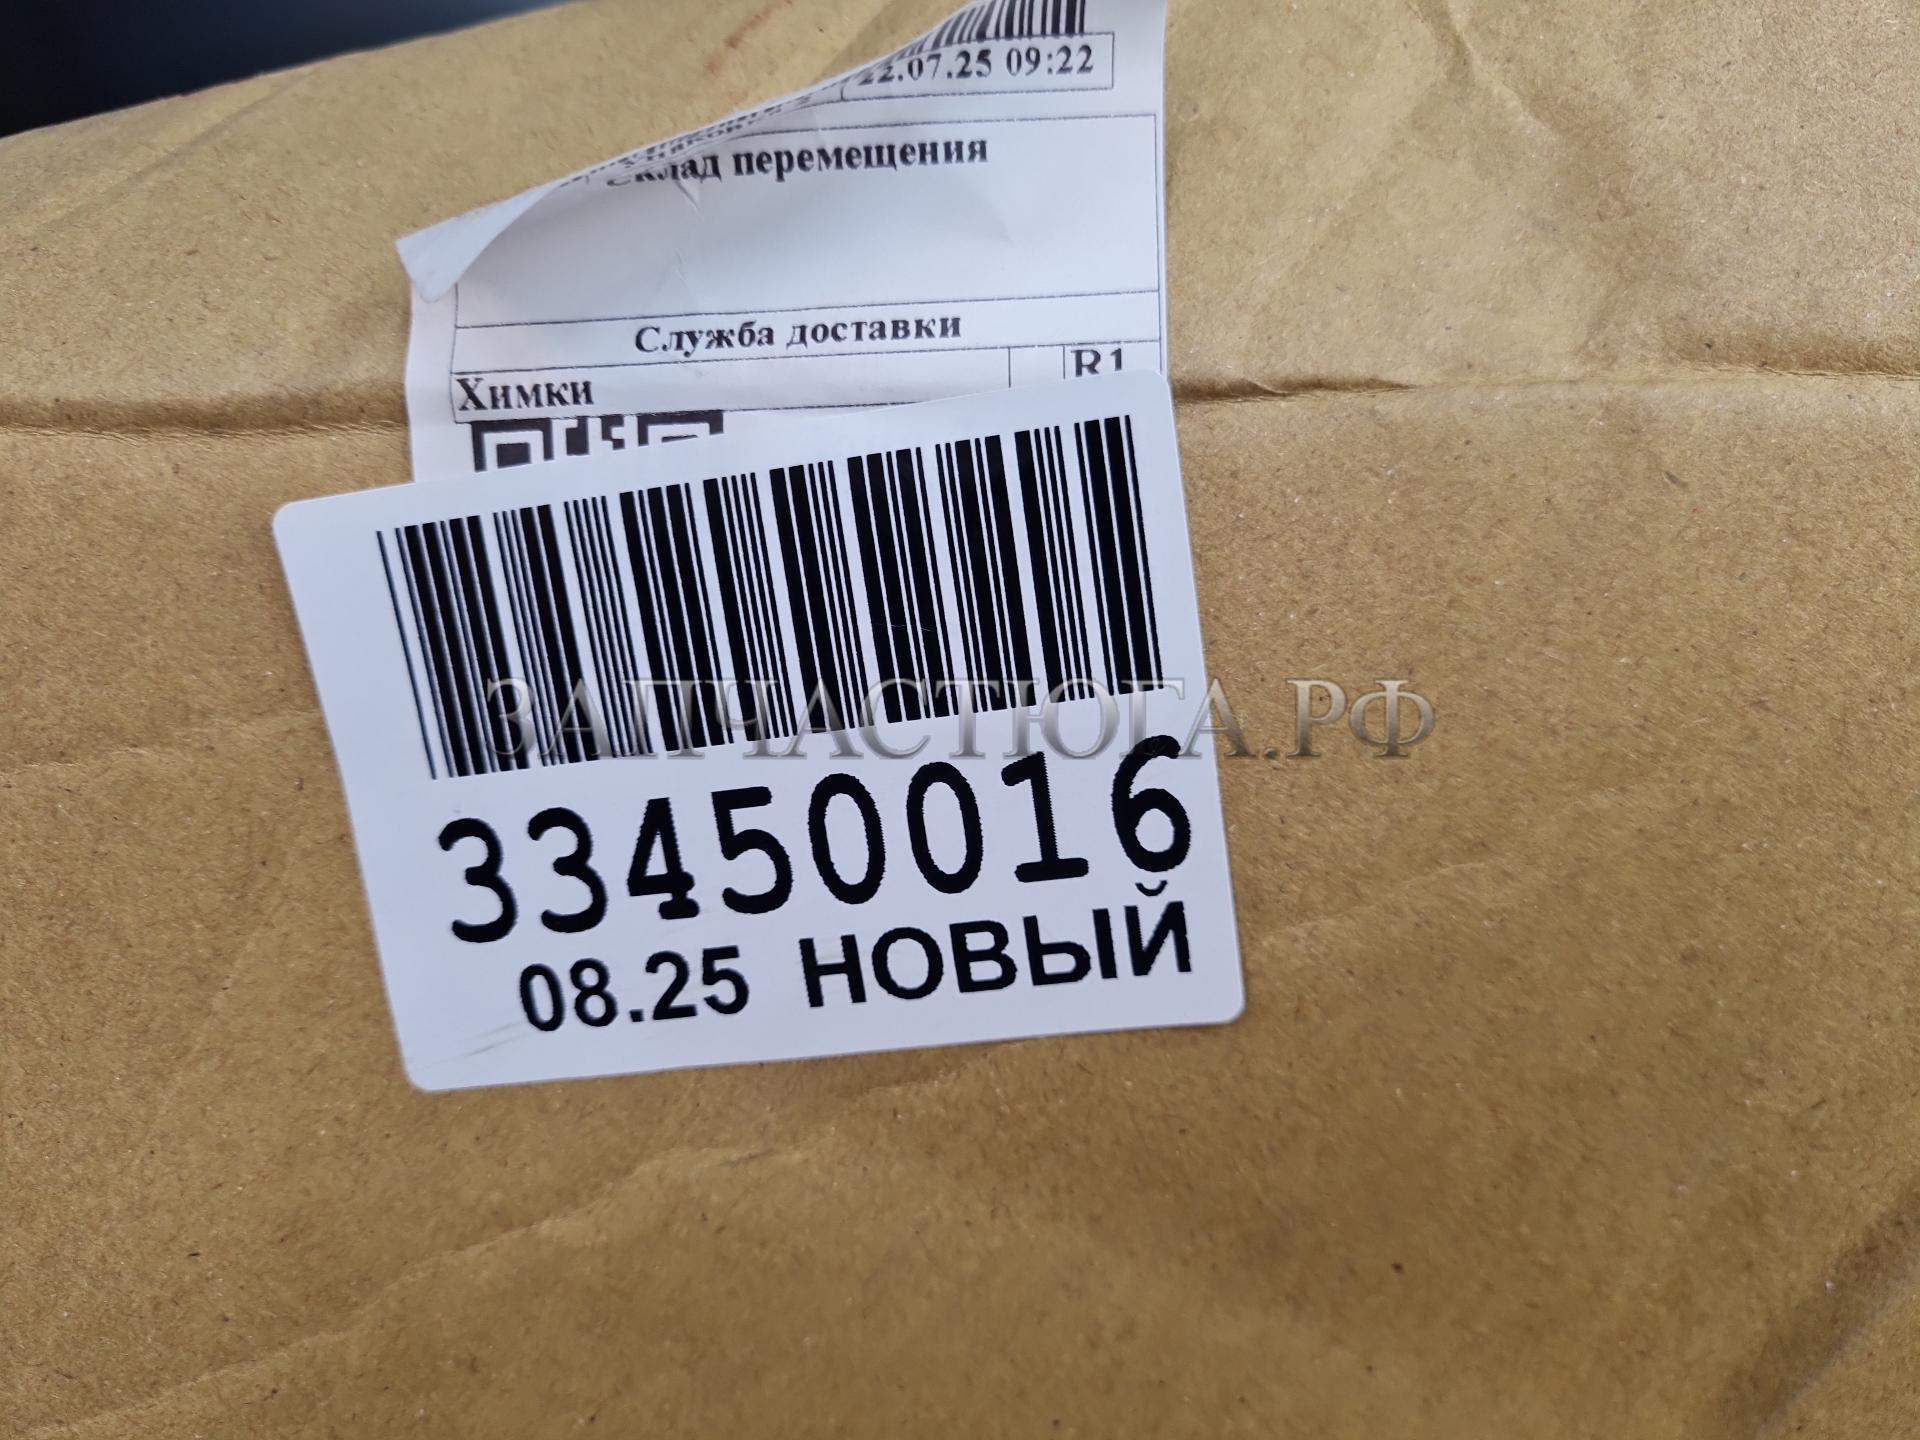 22.07.25 09:22
Склад перемещения
Служба доставки
Химки R1
ЗАПЧАСТЮГА.РФ
33450016
08.25 НОВЫЙ